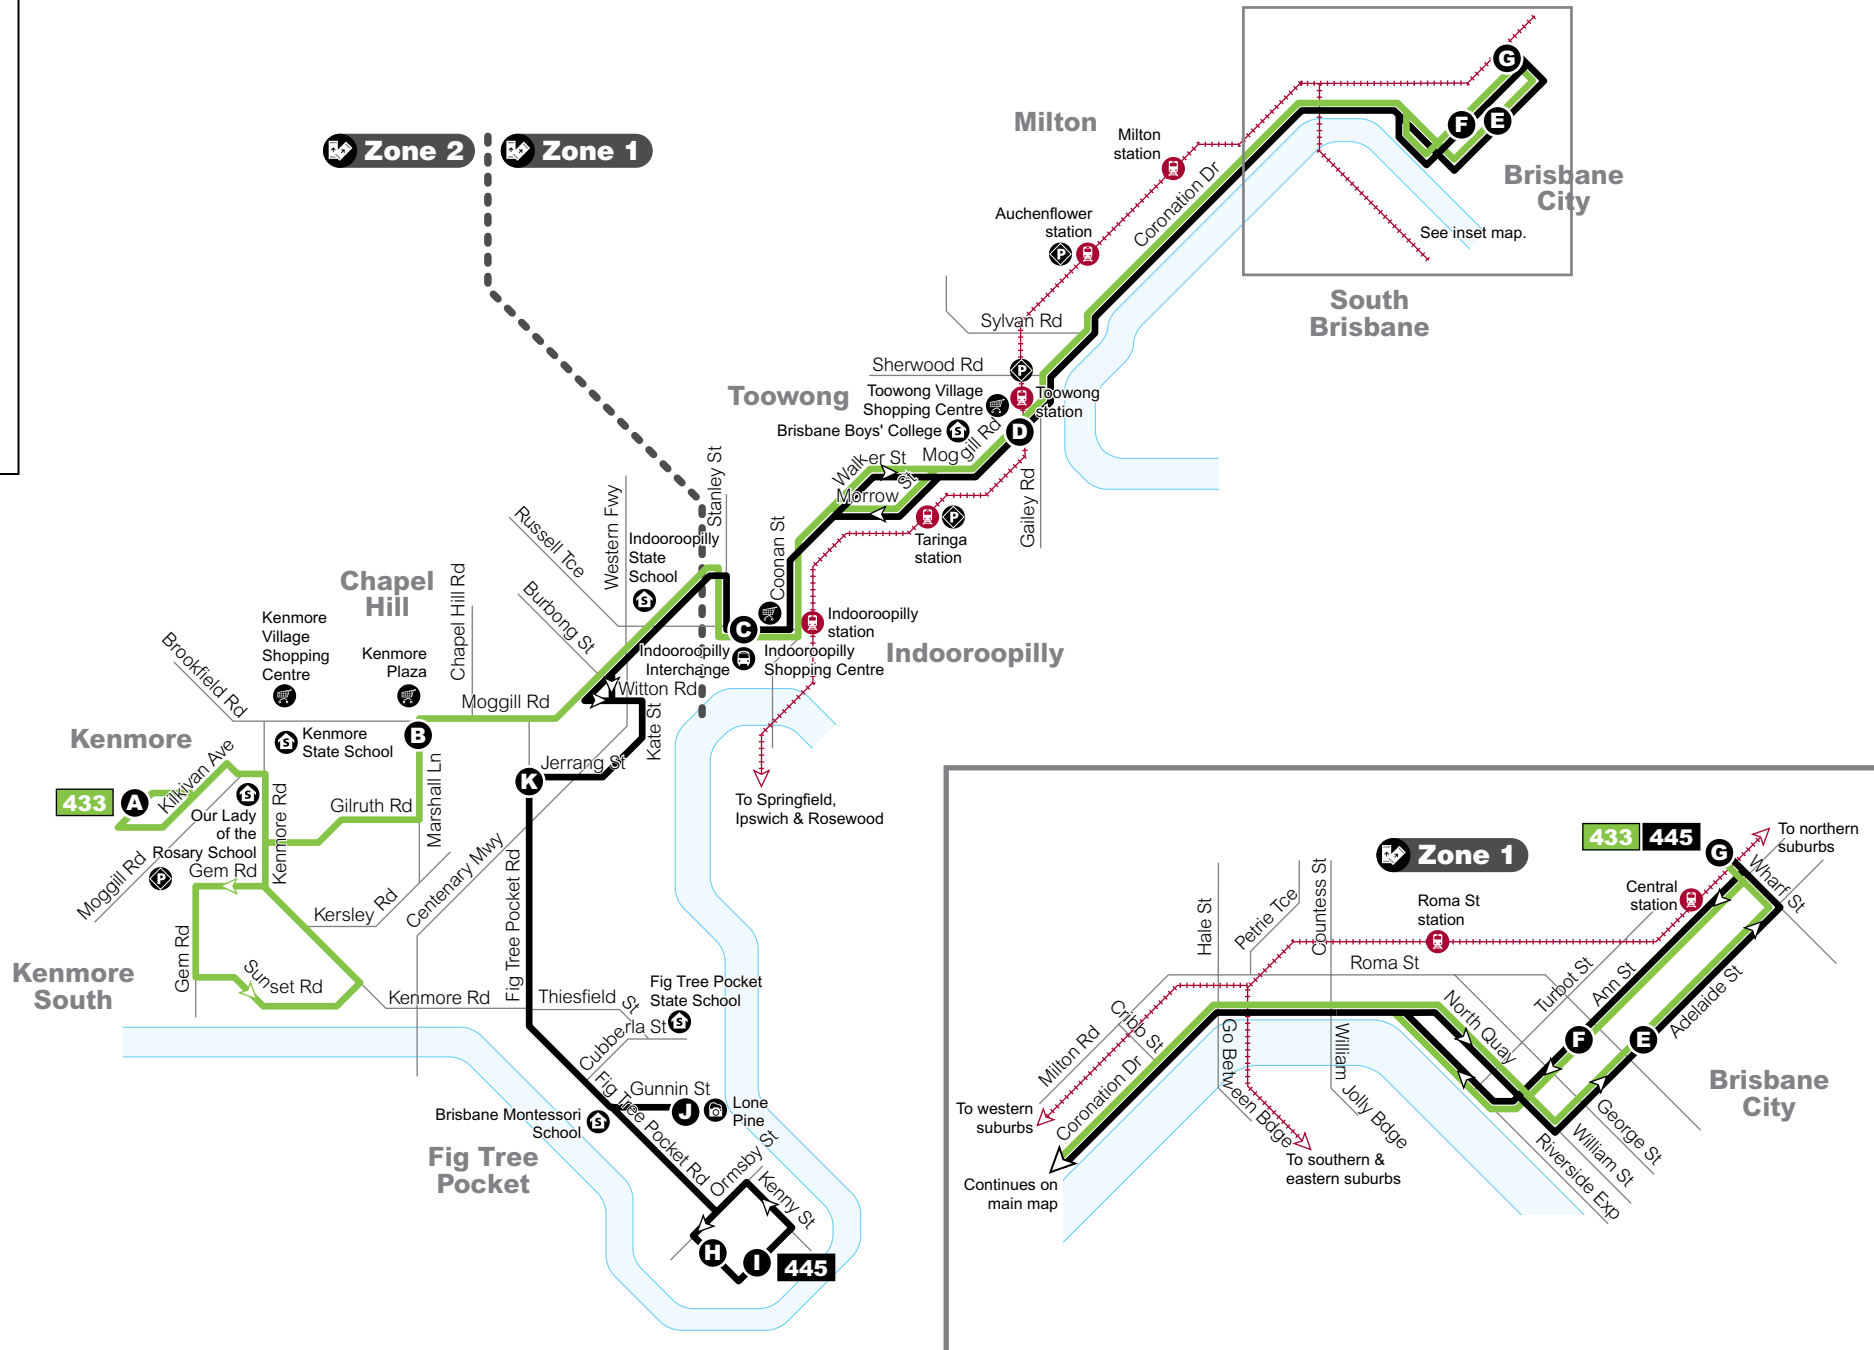 Zone 2
Zone 1
G
F
E
Brisbane
City
See inset map.
South
Brisbane
Milton
Milton
station
Coronation Dr
Auchenflower
station
P
Sylvan Rd
Sherwood Rd
P
Toowong
Toowong Village
Shopping Centre
Toowong
station
Brisbane Boys' College
S
D
Moggill Rd
Walker St
Morrow
St
Gailey Rd
P
Taringa
station
Stanley St
Coonan St
Western Fwy
Russell Tce
Burbong St
Indooroopilly
State
School
S
C
Indooroopilly
Interchange
Indooroopilly
Shopping Centre
Indooroopilly
station
Indooroopilly
Witton Rd
Kate St
Jerrang St
To Springfield,
Ipswich & Rosewood
Chapel
Hill
Chapel Hill Rd
Kenmore
Village
Shopping
Centre
Kenmore
Plaza
Brookfield Rd
Moggill Rd
B
S
Kenmore
State School
Kenmore
Kilkivan Ave
433
A
S
Our Lady
of the
Rosary School
Kenmore Rd
Gilruth Rd
Marshall Ln
Moggill Rd
P
Gem Rd
Kersley Rd
Centenary Mwy
Kenmore
South
Gem Rd
Sunset Rd
Kenmore Rd
K
Fig Tree Pocket Rd
Thiesfield St
Fig Tree Pocket
State School
S
Cubberla St
Gunnin St
J
Lone
Pine
Brisbane Montessori
School
S
Fig Tree Pocket Rd
Fig Tree
Pocket
Ormsby St
Kenny St
H
I
445
Zone 1
433
445
G
To northern
suburbs
Wharf St
Central
station
Roma St
station
Hale St
Petrie Tce
Countess St
Roma St
Turbot St
Ann St
Adelaide St
North Quay
F
E
Milton Rd
Cribb St
Coronation Dr
Go Between Bdge
William Jolly Bdge
To western
suburbs
Continues on
main map
To southern &
eastern suburbs
George St
William St
Riverside Exp
Brisbane
City